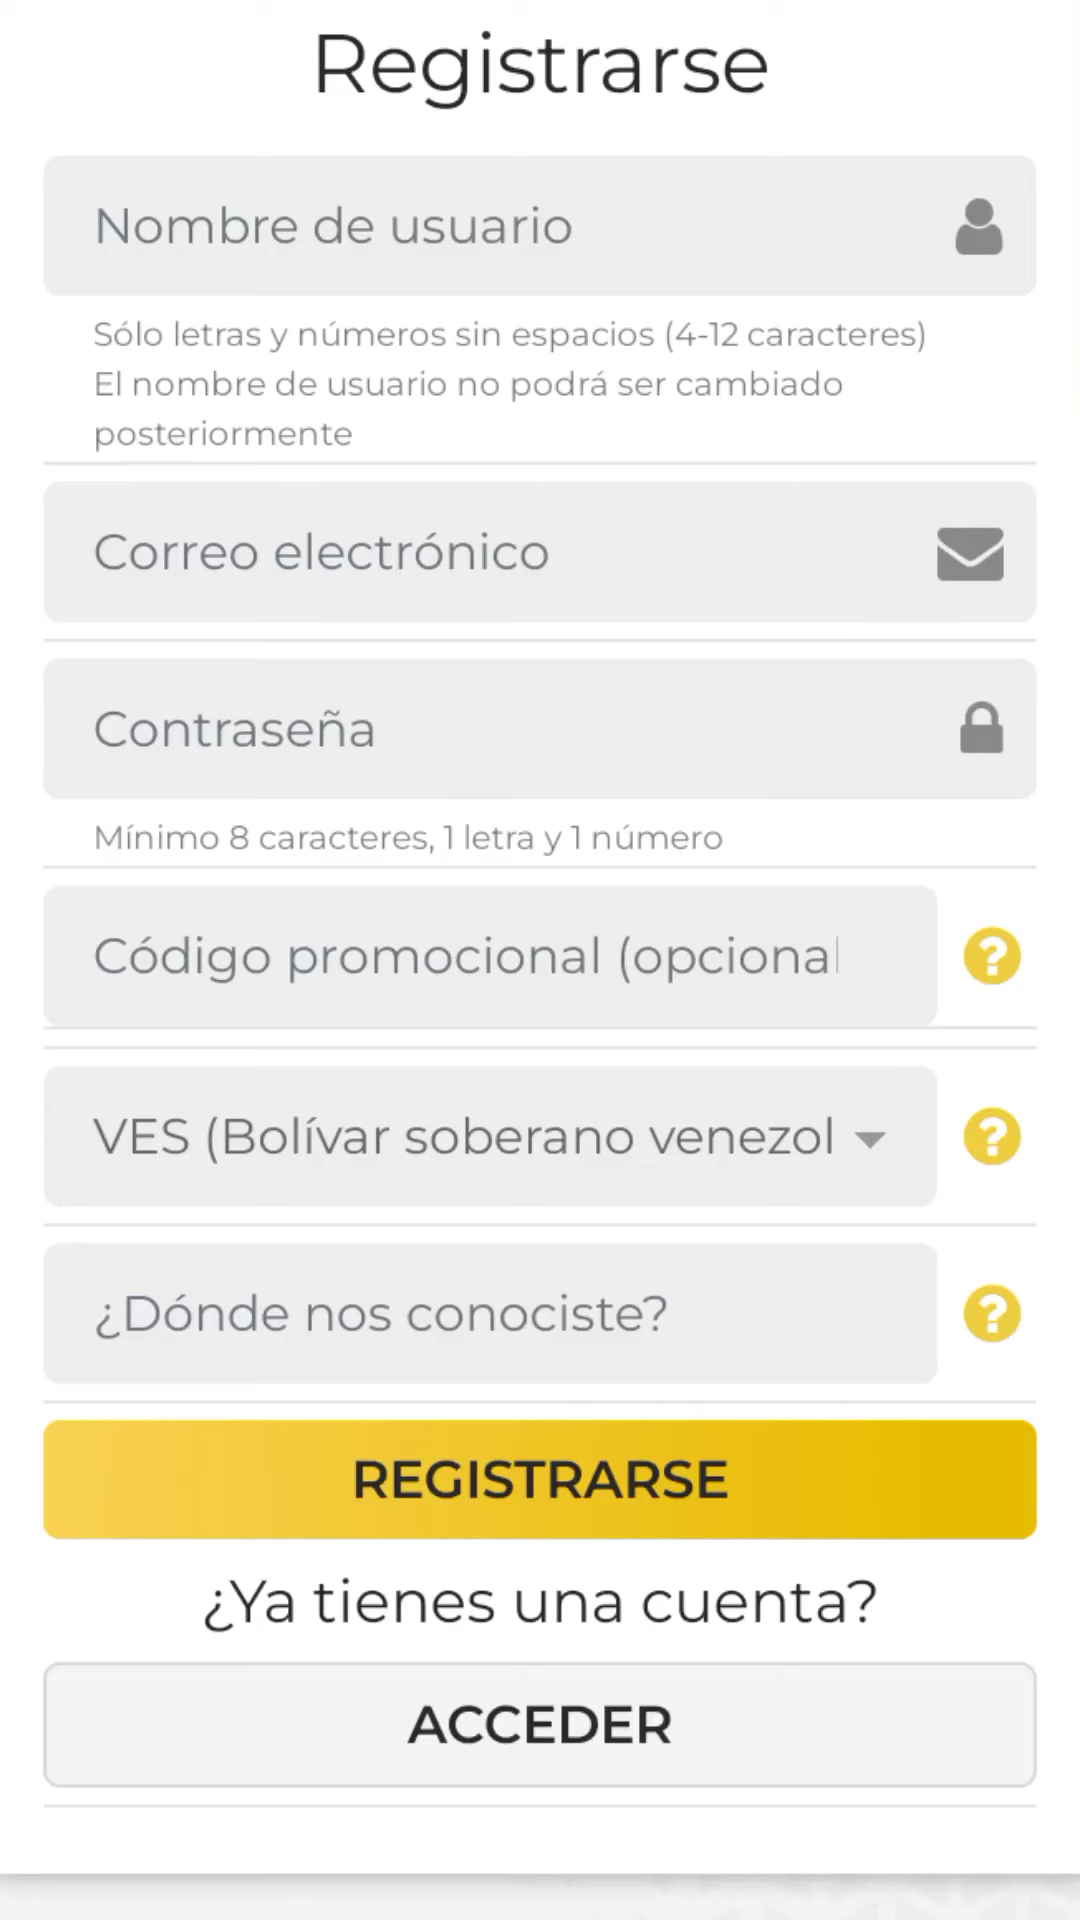 Registrarse
Nombre de usuario
Sólo letras y números sin espacios (4-12 caracteres)
El nombre de usuario no podrá ser cambiado
posteriormente
Correo electrónico
Contraseña
Mínimo 8 caracteres, 1 letra y 1 número
Código promocional (opcional
VES (Bolívar soberano venezol
¿Dónde nos conociste?
REGISTRARSE
¿Ya tienes una cuenta?
ACCEDER